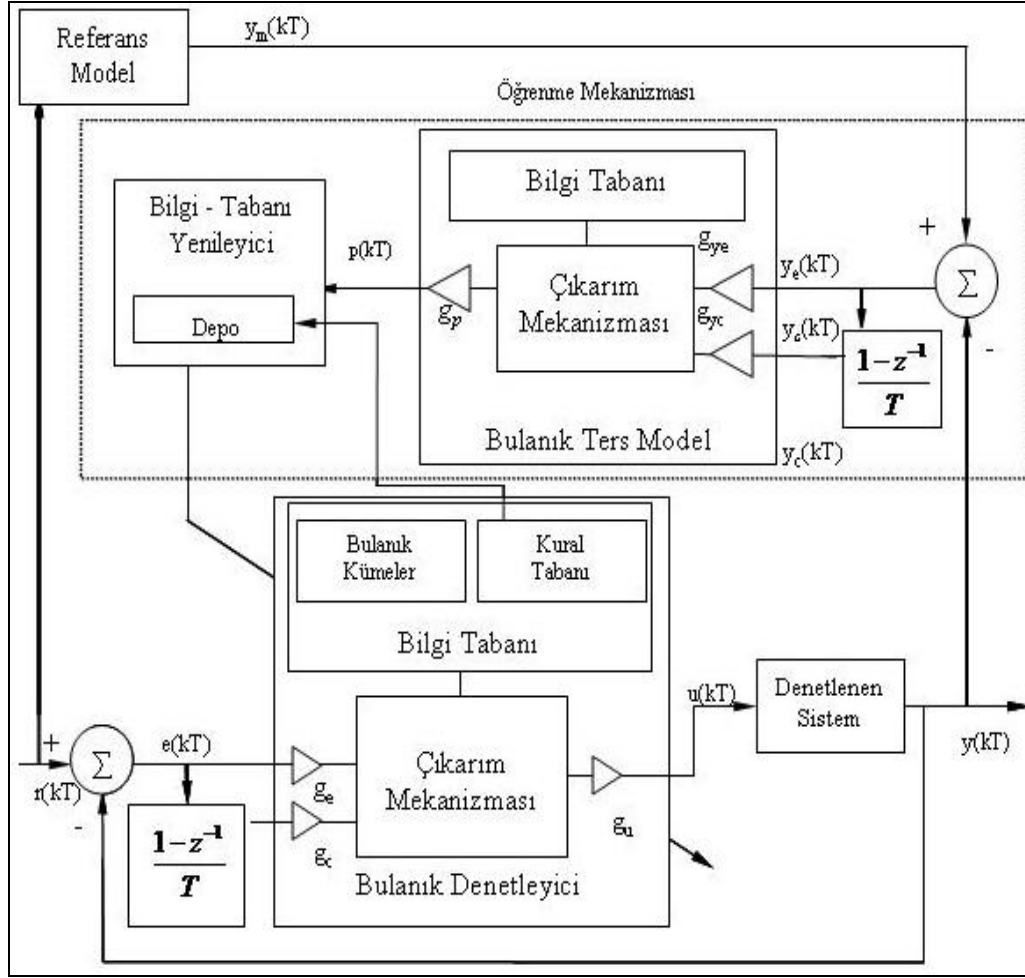 Referans
Model
y_m(kT)
Öğrenme Mekanizması
Bilgi - Tabanı
Yenileyici
Depo
p(kT)
g_p
Bilgi Tabanı
Çıkarım
Mekanizması
g_ye
g_yc
y_e(kT)
y_c(kT)
+
Σ
-
1-z⁻¹
T
Bulanık Ters Model
y_c(kT)
Bulanık
Kümeler
Kural
Tabanı
Bilgi Tabanı
+
r(kT)
Σ
-
e(kT)
1-z⁻¹
T
g_e
g_c
Çıkarım
Mekanizması
g_u
Bulanık Denetleyici
u(kT)
Denetlenen
Sistem
y(kT)